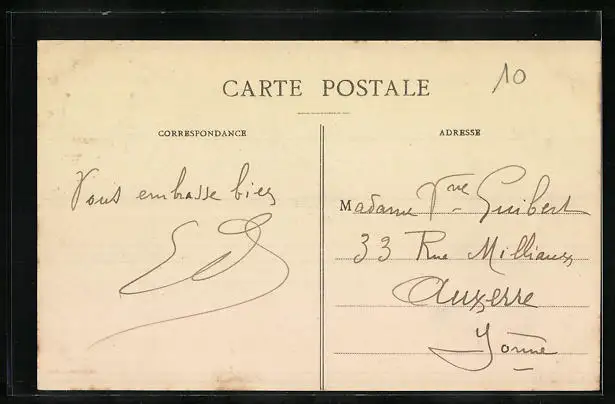 10
CARTE POSTALE
CORRESPONDANCE
Vous embrasse bien
ADRESSE
Madame Vve Guibert
33 Rue Milliaux
Auxerre
Yonne